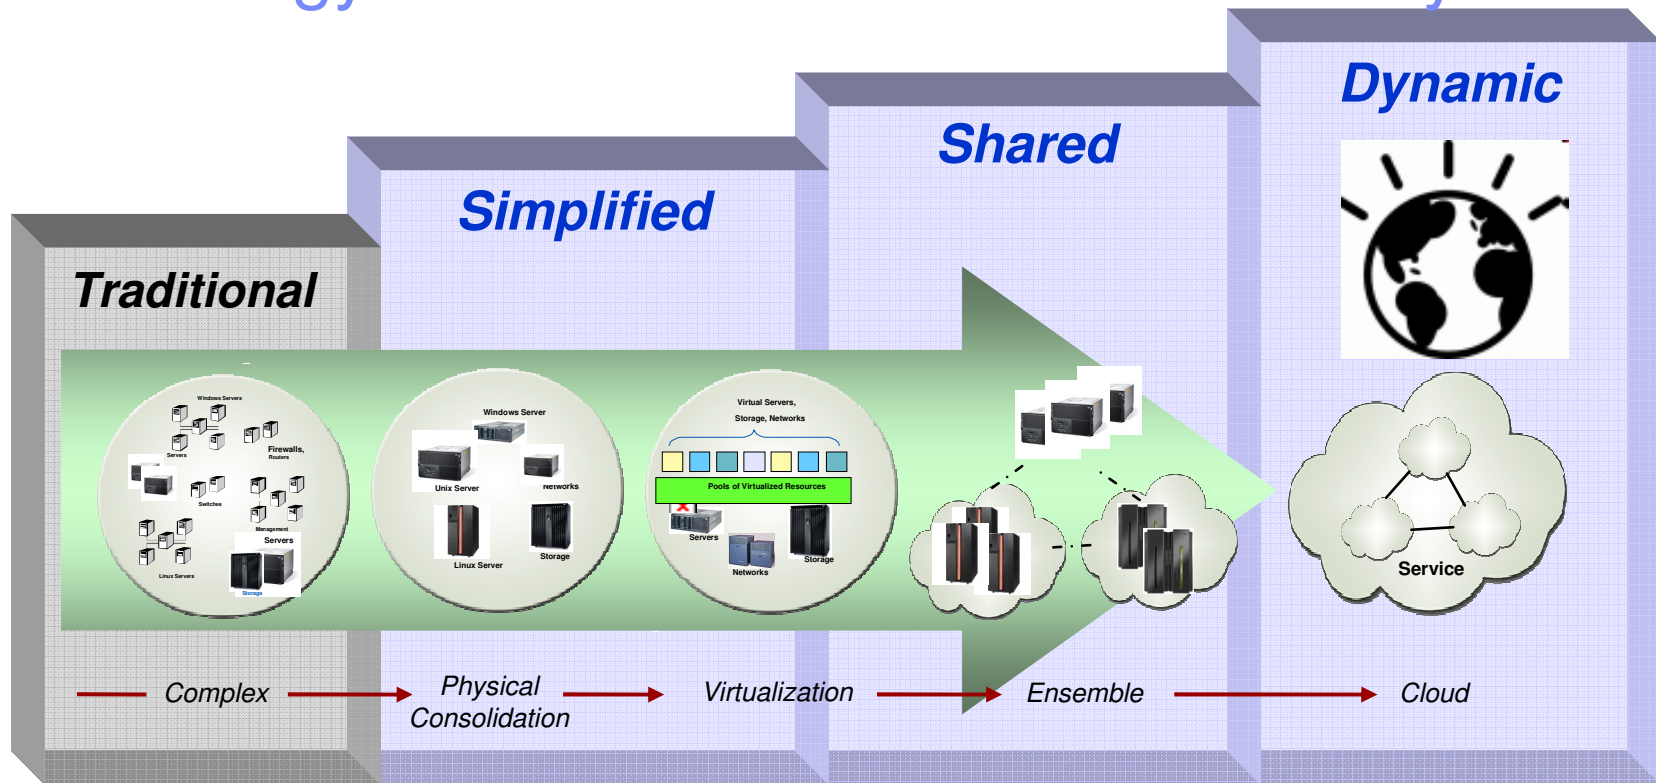 Dynamic
Shared
Simplified
Traditional
Windows Servers
Servers
Firewalls,
Routers
Switches
Management
Servers
Linux Servers
Storage
Windows Server
Unix Server
Networks
Linux Server
Storage
Virtual Servers,
Storage, Networks
Pools of Virtualized Resources
Servers
Networks
Storage
Service
Complex
Physical
Consolidation
Virtualization
Ensemble
Cloud